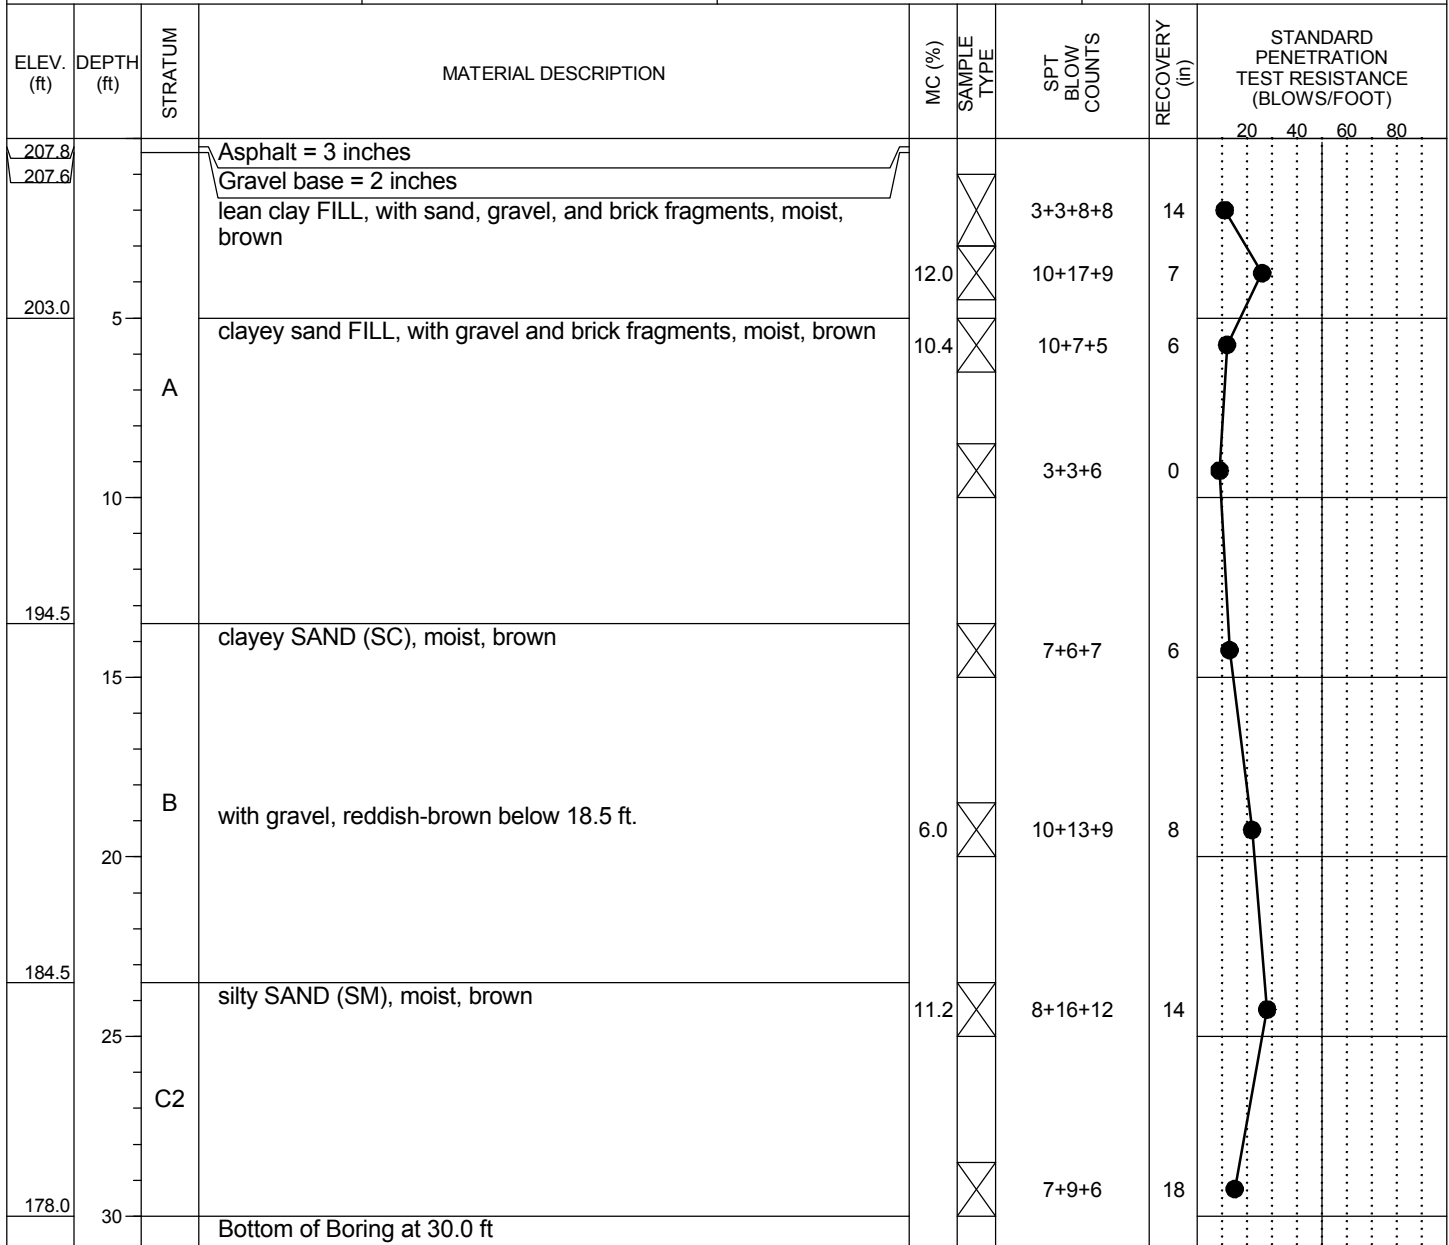 ELEV. (ft)
DEPTH (ft)
STRATUM
MATERIAL DESCRIPTION
MC (%)
SAMPLE TYPE
SPT BLOW COUNTS
RECOVERY (in)
STANDARD
PENETRATION
TEST RESISTANCE
(BLOWS/FOOT)
20 40 60 80
207.8 Asphalt = 3 inches
207.6 Gravel base = 2 inches
lean clay FILL, with sand, gravel, and brick fragments, moist, 3+3+8+8 14
brown
12.0 10+17+9 7
203.0
5
clayey sand FILL, with gravel and brick fragments, moist, brown
10.4 10+7+5 6
A
3+3+6 0
10
194.5
clayey SAND (SC), moist, brown 7+6+7 6
15
B
with gravel, reddish-brown below 18.5 ft.
6.0 10+13+9 8
20
184.5
silty SAND (SM), moist, brown
11.2 8+16+12 14
25
C2
7+9+6 18
178.0
30
Bottom of Boring at 30.0 ft